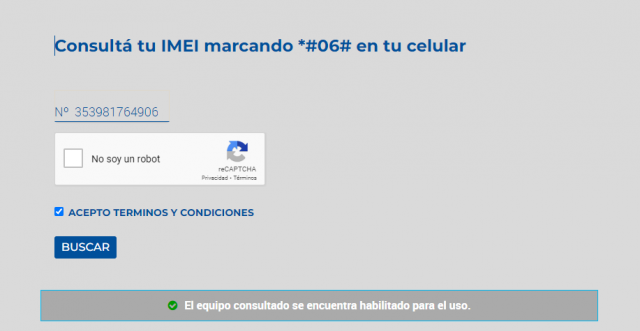 Consultá tu IMEI marcando *#06# en tu celular
Nº 353981764906
No soy un robot
reCAPTCHA
Privacidad - Términos
ACEPTO TERMINOS Y CONDICIONES
BUSCAR
El equipo consultado se encuentra habilitado para el uso.